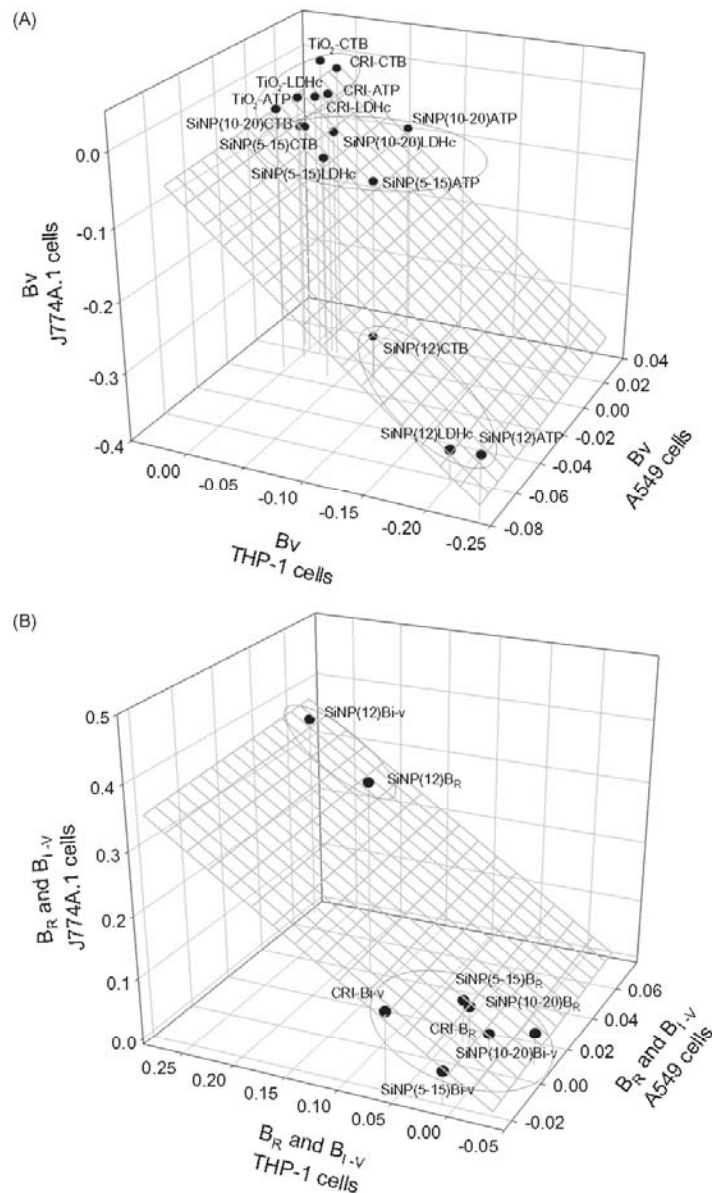 (A)
TiO2-CTB
CRI-CTB
TiO2-LDHc
CRI-ATP
TiO2-ATP
CRI-LDHc
SiNP(10-20)ATP
SiNP(10-20)CTB
SiNP(10-20)LDHc
SiNP(5-15)CTB
SiNP(5-15)LDHc
SiNP(5-15)ATP
SiNP(12)CTB
SiNP(12)LDHc
SiNP(12)ATP
0.0
-0.1
-0.2
-0.3
-0.4
Bv
J774A.1 cells
0.00
-0.05
-0.10
-0.15
-0.20
-0.25
Bv
THP-1 cells
0.04
0.02
0.00
-0.02
-0.04
-0.06
-0.08
Bv
A549 cells
(B)
SiNP(12)Bi-v
SiNP(12)BR
SiNP(5-15)BR
SiNP(10-20)BR
CRI-Bi-v
CRI-BR
SiNP(10-20)Bi-v
SiNP(5-15)Bi-v
0.5
0.4
0.3
0.2
0.1
0.0
BR and BI-V
J774A.1 cells
0.25
0.20
0.15
0.10
0.05
0.00
-0.05
BR and BI-V
THP-1 cells
0.06
0.04
0.02
0.00
-0.02
BR and BI-V
A549 cells